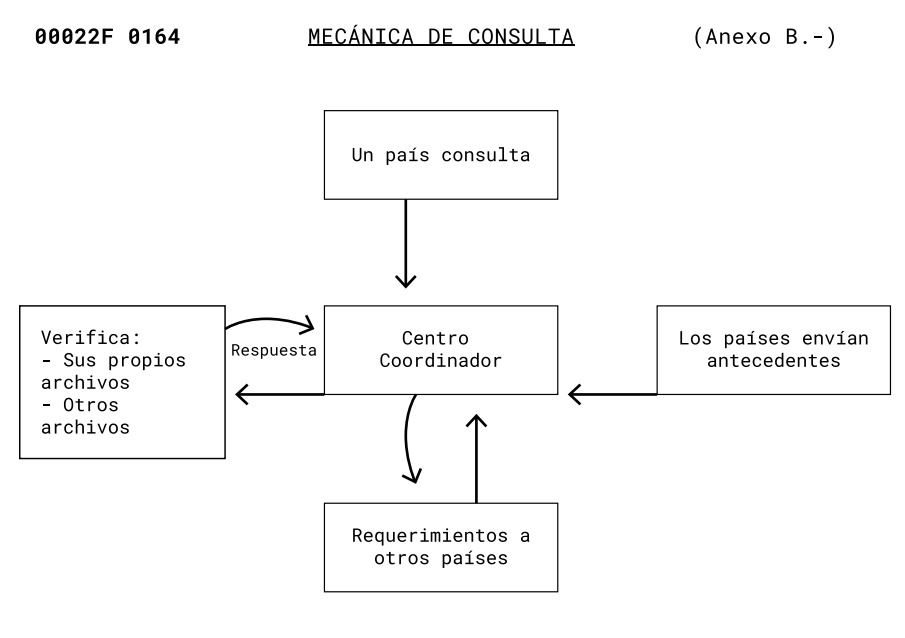 00022F 0164
MECÁNICA DE CONSULTA
(Anexo B.-)
Un país consulta
Verifica:
- Sus propios
archivos
- Otros
archivos
Respuesta
Centro
Coordinador
Los países envían
antecedentes
Requerimientos a
otros países